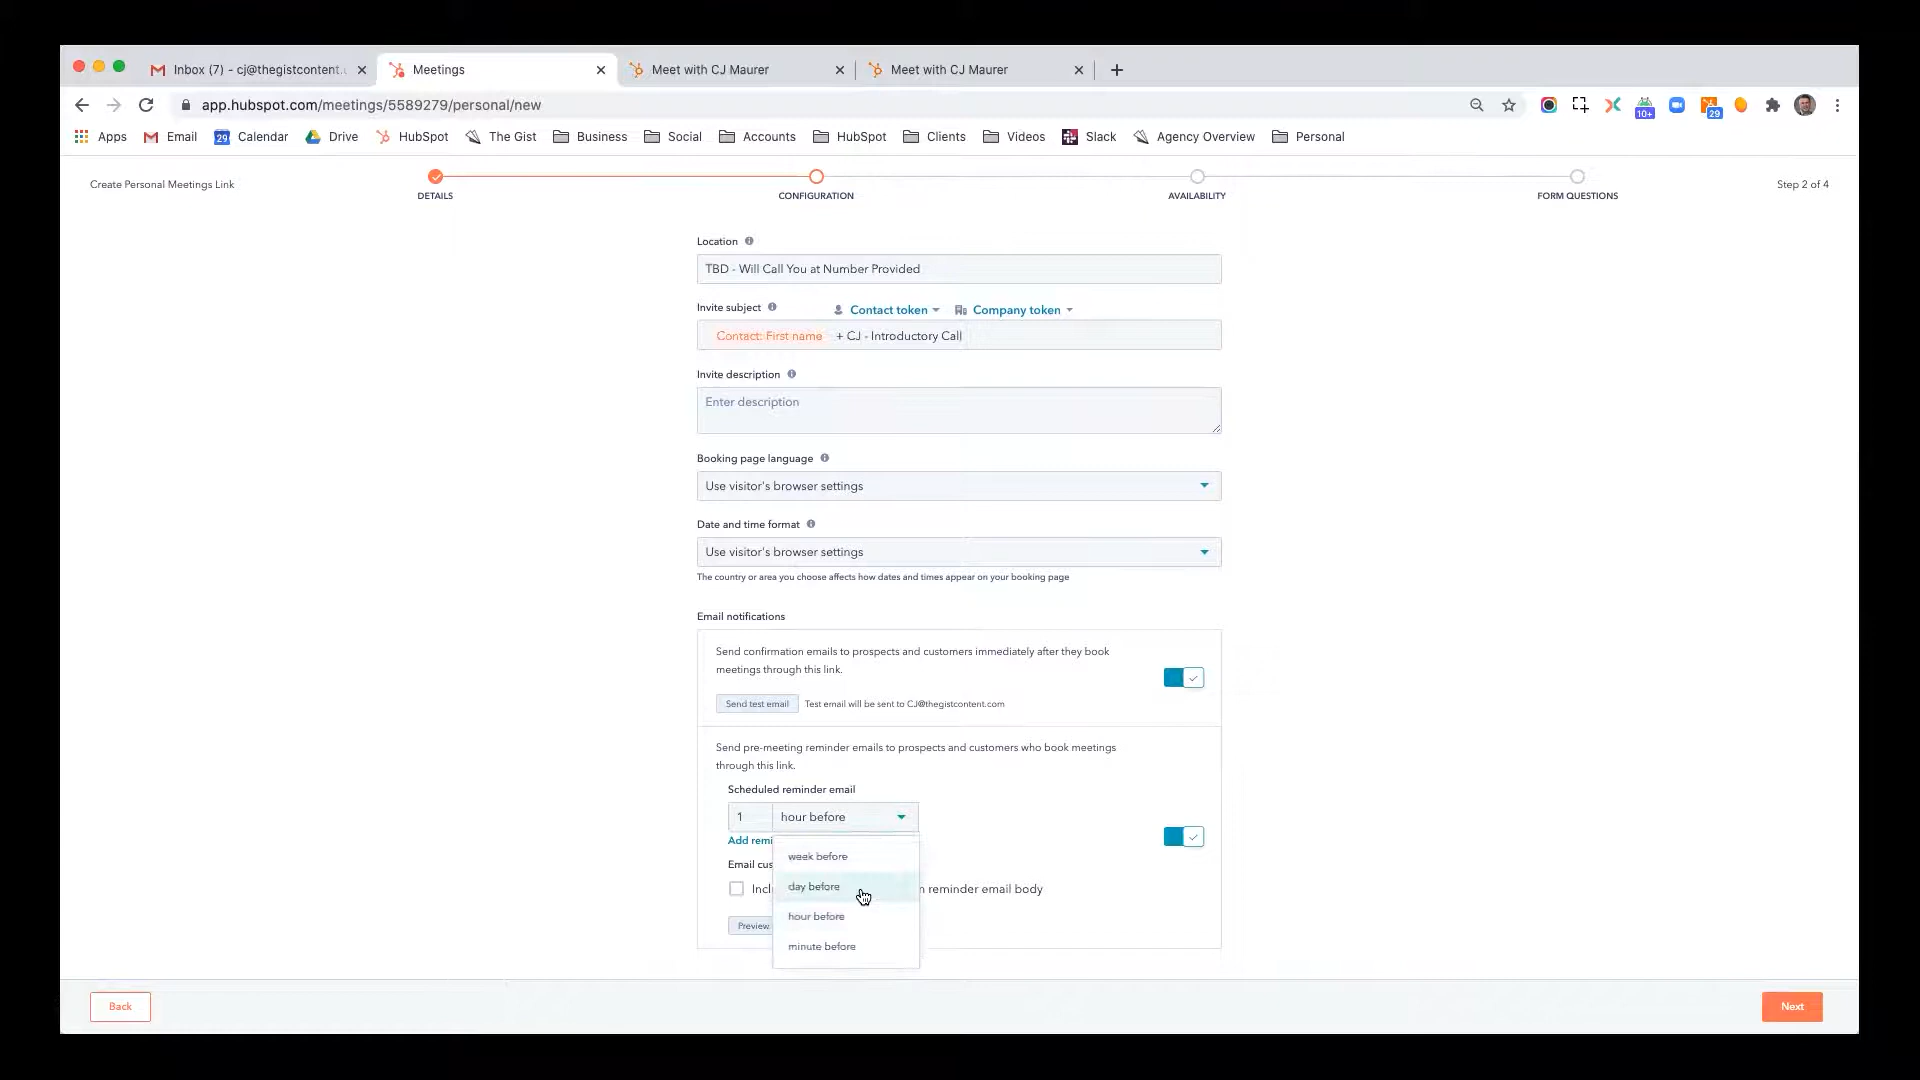 Inbox (7) - cj@thegistcontent.
Meetings
Meet with CJ Maurer
Meet with CJ Maurer
app.hubspot.com/meetings/5589279/personal/new
10+
29
Apps
Email
29
Calendar
Drive
HubSpot
The Gist
Business
Social
Accounts
HubSpot
Clients
Videos
Slack
Agency Overview
Personal
Create Personal Meetings Link
DETAILS
CONFIGURATION
AVAILABILITY
FORM QUESTIONS
Step 2 of 4
Location
TBD - Will Call You at Number Provided
Invite subject
Contact token
Company token
Contact: First name + CJ - Introductory Call
Invite description
Enter description
Booking page language
Use visitor's browser settings
Date and time format
Use visitor's browser settings
The country or area you choose affects how dates and times appear on your booking page
Email notifications
Send confirmation emails to prospects and customers immediately after they book
meetings through this link.
Send test email
Test email will be sent to CJ@thegistcontent.com
Send pre-meeting reminder emails to prospects and customers who book meetings
through this link.
Scheduled reminder email
1
hour before
Add remi
week before
Email cus
day before
Incl
n reminder email body
hour before
Preview
minute before
Back
Next